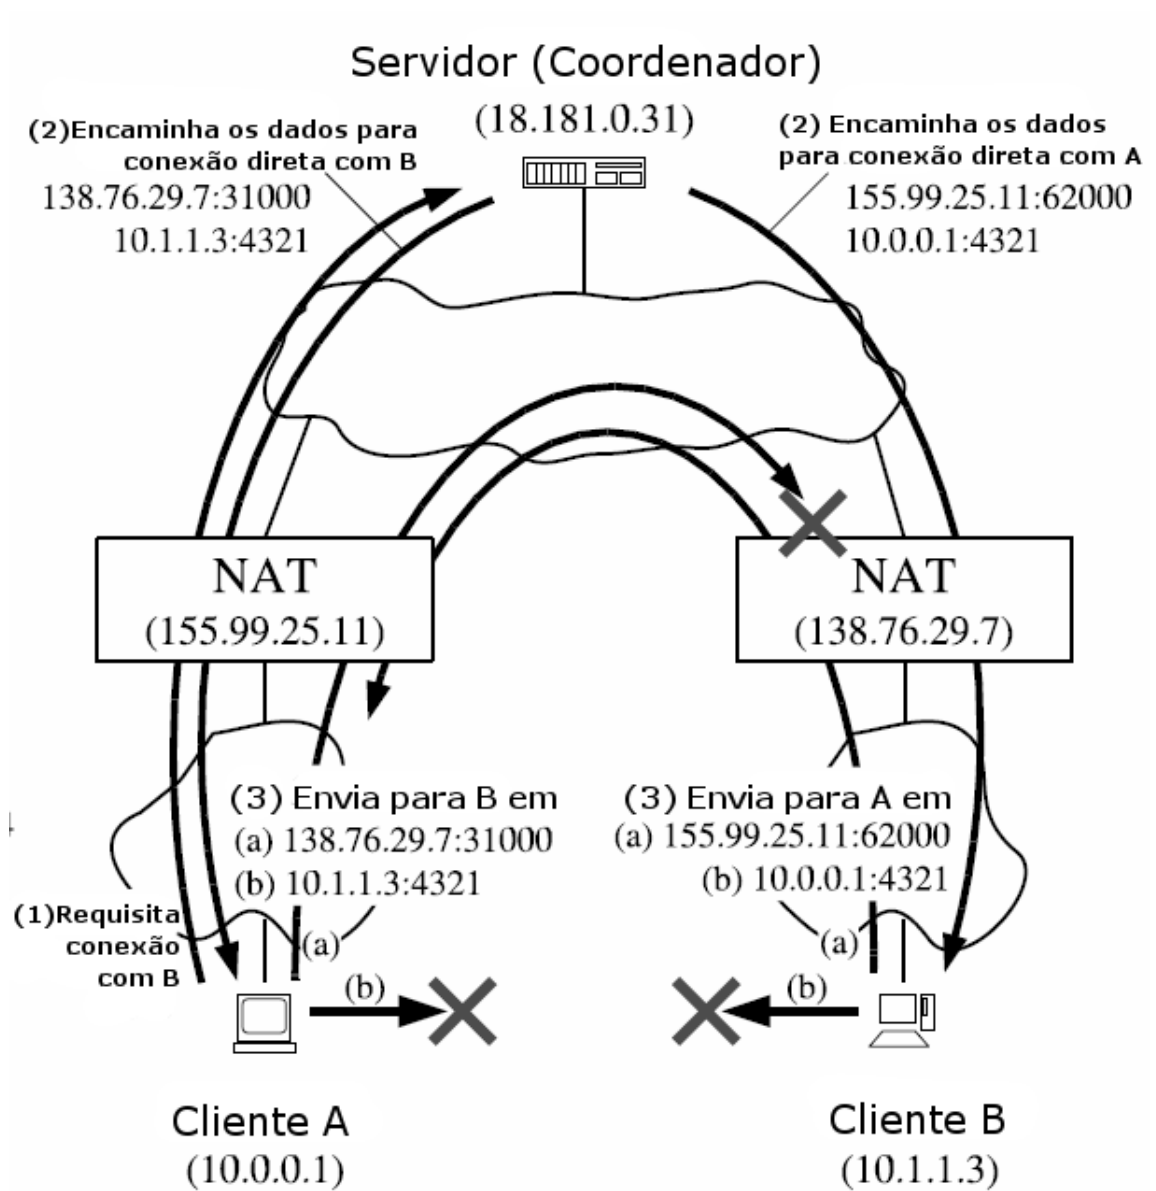 Servidor (Coordenador)
(18.181.0.31)
(2)Encaminha os dados para
conexão direta com B
138.76.29.7:31000
10.1.1.3:4321
(2) Encaminha os dados
para conexão direta com A
155.99.25.11:62000
10.0.0.1:4321
NAT
(155.99.25.11)
NAT
(138.76.29.7)
(3) Envia para B em
(a) 138.76.29.7:31000
(b) 10.1.1.3:4321
(3) Envia para A em
(a) 155.99.25.11:62000
(b) 10.0.0.1:4321
(1)Requisita
conexão
com B
(a)
(b)
(a)
(b)
Cliente A
(10.0.0.1)
Cliente B
(10.1.1.3)